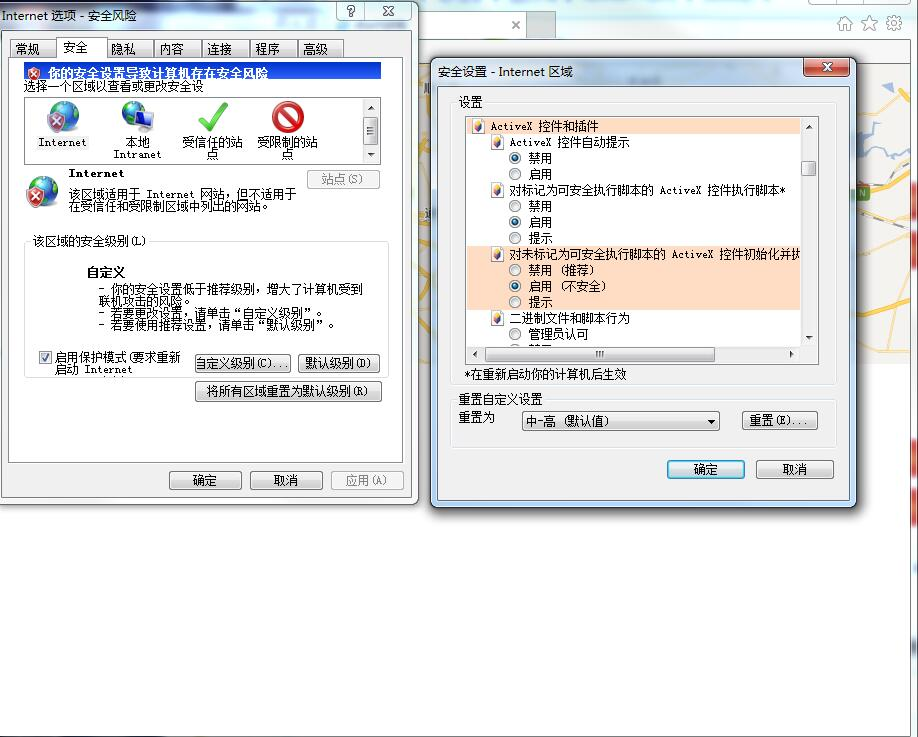 Internet 选项 - 安全风险
常规 安全 隐私 内容 连接 程序 高级
你的安全设置导致计算机存在安全风险
选择一个区域以查看或更改安全设
Internet
本地
Intranet
受信任的站
点
受限制的站
点
Internet
站点(S)
该区域适用于 Internet 网站，但不适用于
在受信任和受限制区域中列出的网站。
该区域的安全级别(L)
自定义
- 你的安全设置低于推荐级别，增大了计算机受到
联机攻击的风险。
- 若要更改设置，请单击“自定义级别”。
- 若要使用推荐设置，请单击“默认级别”。
启用保护模式(要求重新
启动 Internet
自定义级别(C)...
默认级别(D)
将所有区域重置为默认级别(R)
确定 取消 应用(A)
安全设置 - Internet 区域
设置
ActiveX 控件和插件
ActiveX 控件自动提示
禁用
启用
对标记为可安全执行脚本的 ActiveX 控件执行脚本*
禁用
启用
提示
对未标记为可安全执行脚本的 ActiveX 控件初始化并执
禁用（推荐）
启用（不安全）
提示
二进制文件和脚本行为
管理员认可
*在重新启动你的计算机后生效
重置自定义设置
重置为
中-高（默认值）
重置(E)...
确定 取消
N